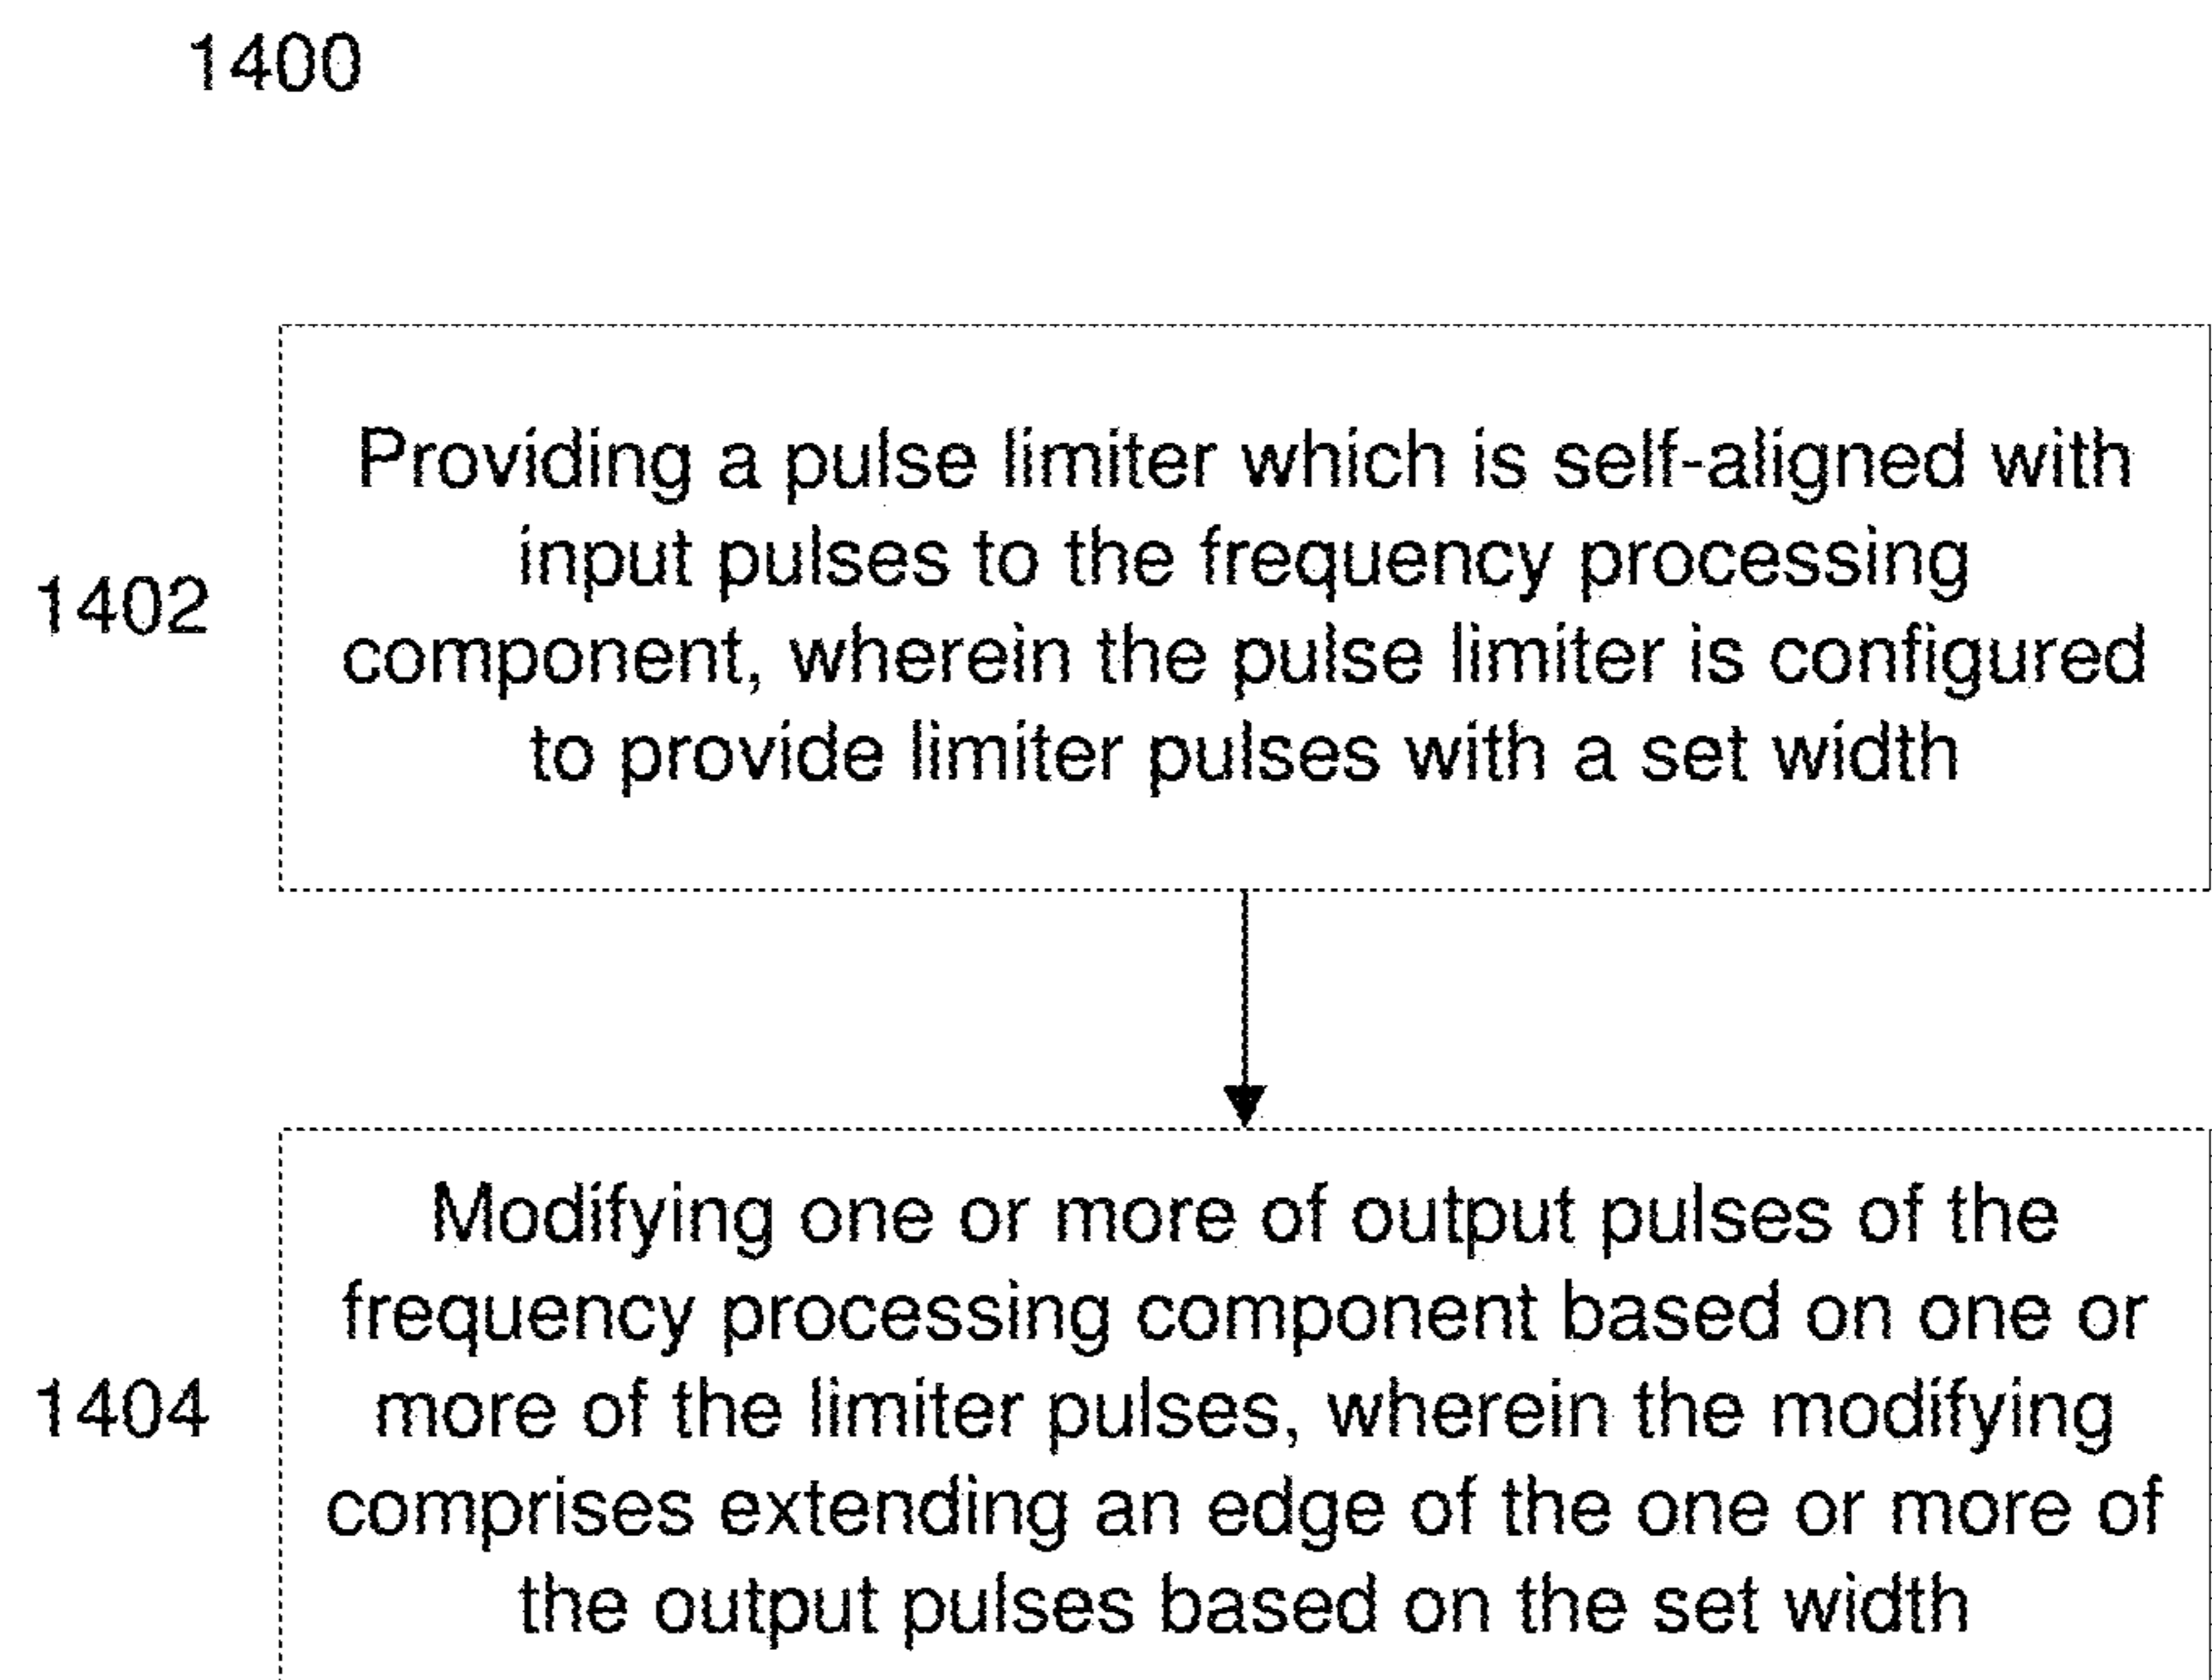 1400
Providing a pulse limiter which is self-aligned with
input pulses to the frequency processing
1402
component, wherein the pulse limiter is configured
to provide limiter pulses with a set width
Modifying one or more of output pulses of the
frequency processing component based on one or
1404
more of the limiter pulses, wherein the modifying
comprises extending an edge of the one or more of
the output pulses based on the set width